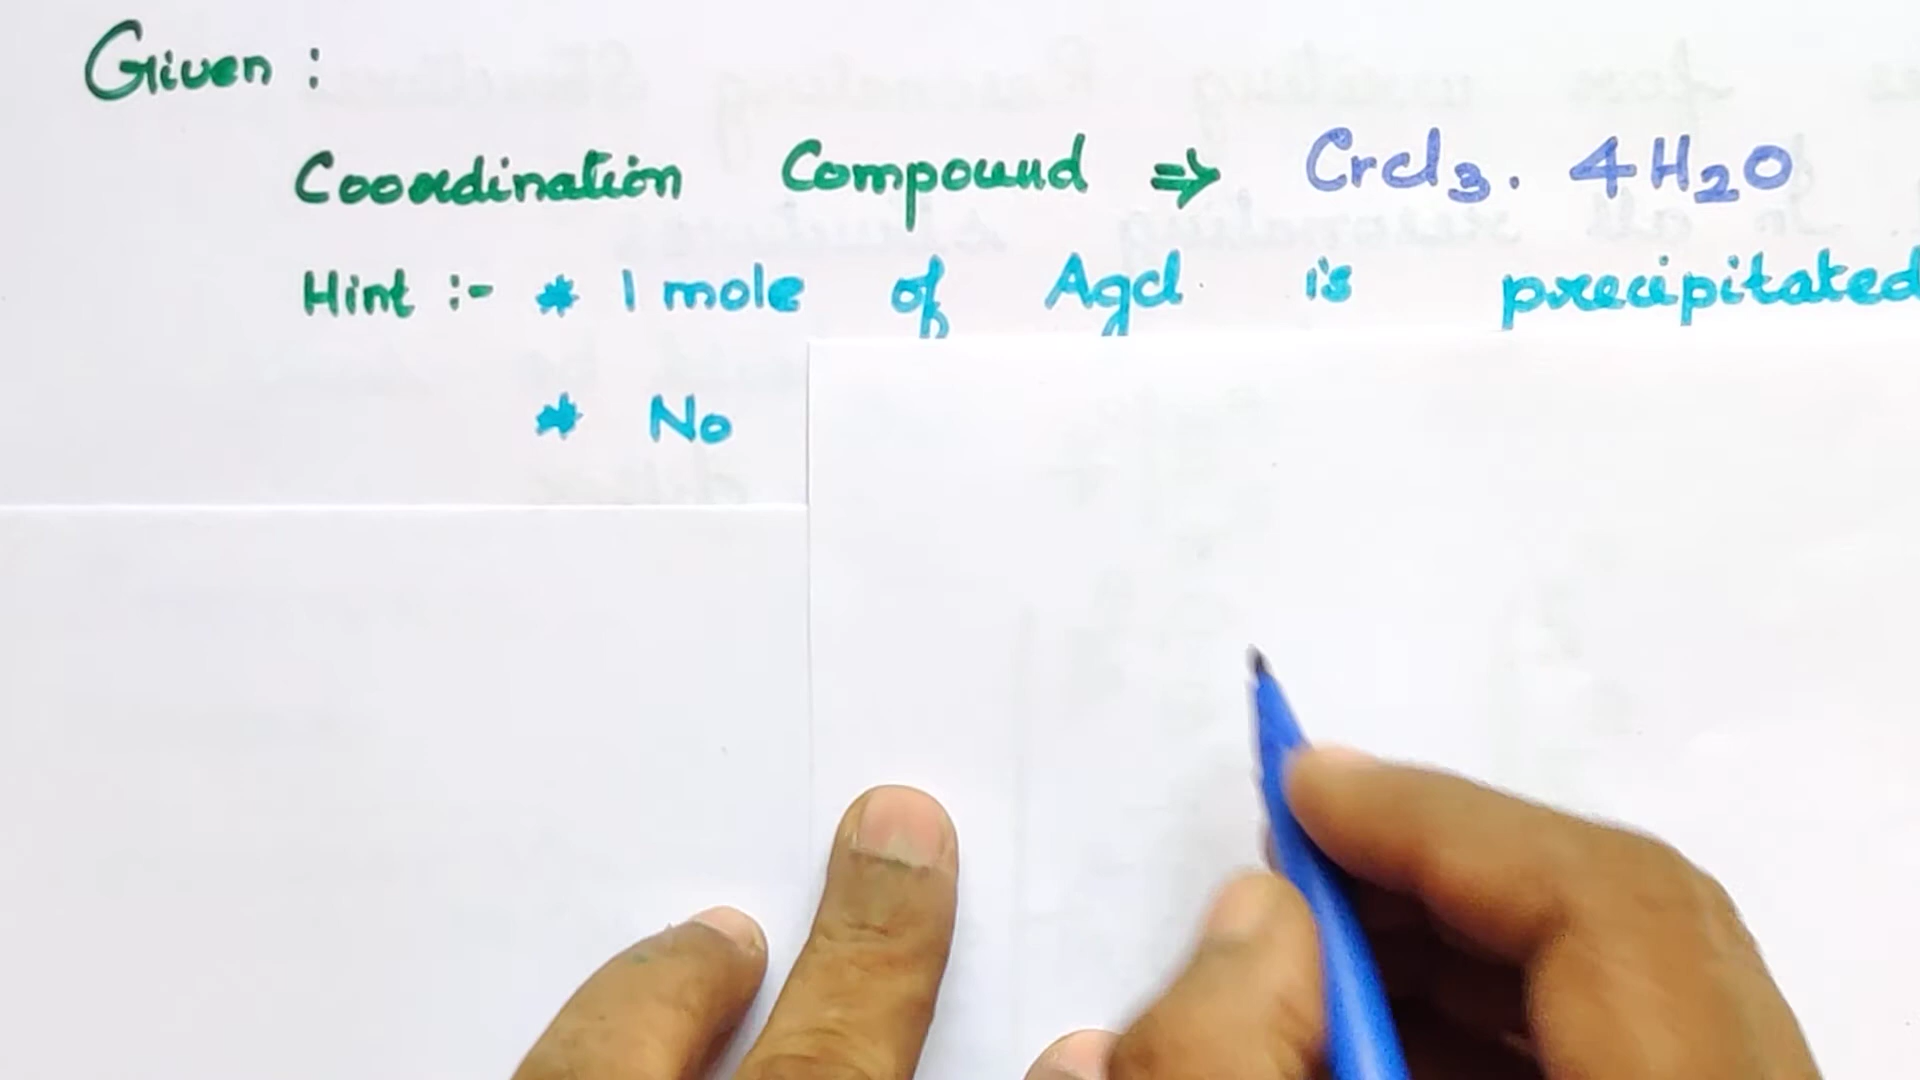 Given :
Coordination Compound ⇒ CrCl₃. 4H₂O
Hint :- * 1 mole of Agcl. is precipitated
* No